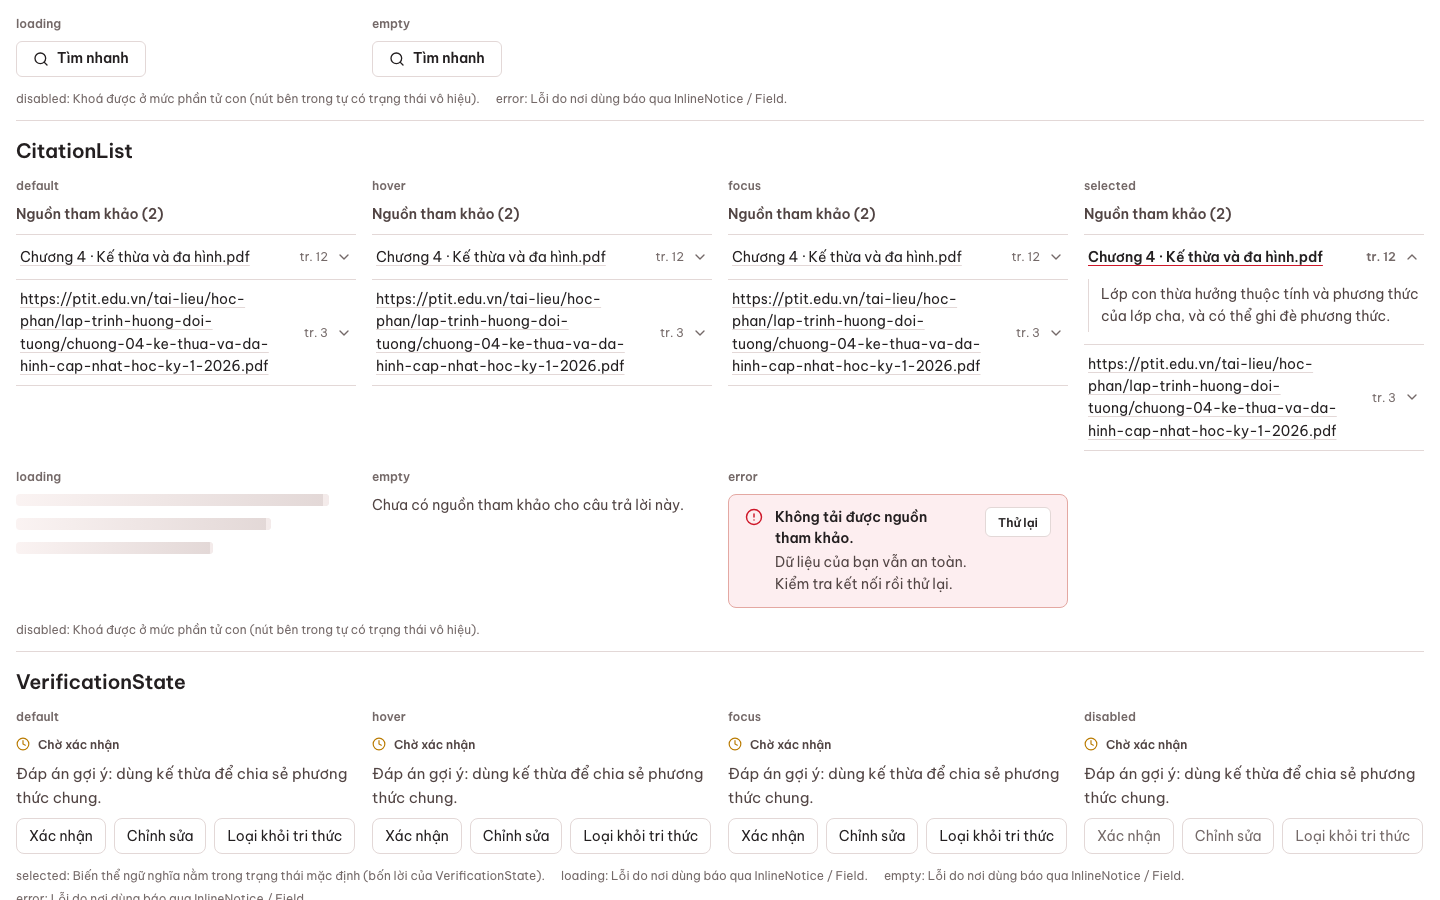 loading
empty
Tìm nhanh
Tìm nhanh
disabled: Khoá được ở mức phần tử con (nút bên trong tự có trạng thái vô hiệu).
error: Lỗi do nơi dùng báo qua InlineNotice / Field.
CitationList
default
Nguồn tham khảo (2)
Chương 4 · Kế thừa và đa hình.pdf
tr. 12
https://ptit.edu.vn/tai-lieu/hoc-
phan/lap-trinh-huong-doi-
tuong/chuong-04-ke-thua-va-da-
hinh-cap-nhat-hoc-ky-1-2026.pdf
tr. 3
hover
Nguồn tham khảo (2)
Chương 4 · Kế thừa và đa hình.pdf
tr. 12
https://ptit.edu.vn/tai-lieu/hoc-
phan/lap-trinh-huong-doi-
tuong/chuong-04-ke-thua-va-da-
hinh-cap-nhat-hoc-ky-1-2026.pdf
tr. 3
focus
Nguồn tham khảo (2)
Chương 4 · Kế thừa và đa hình.pdf
tr. 12
https://ptit.edu.vn/tai-lieu/hoc-
phan/lap-trinh-huong-doi-
tuong/chuong-04-ke-thua-va-da-
hinh-cap-nhat-hoc-ky-1-2026.pdf
tr. 3
selected
Nguồn tham khảo (2)
Chương 4 · Kế thừa và đa hình.pdf
tr. 12
Lớp con thừa hưởng thuộc tính và phương thức
của lớp cha, và có thể ghi đè phương thức.
https://ptit.edu.vn/tai-lieu/hoc-
phan/lap-trinh-huong-doi-
tuong/chuong-04-ke-thua-va-da-
hinh-cap-nhat-hoc-ky-1-2026.pdf
tr. 3
loading
empty
Chưa có nguồn tham khảo cho câu trả lời này.
error
Không tải được nguồn
tham khảo.
Dữ liệu của bạn vẫn an toàn.
Kiểm tra kết nối rồi thử lại.
Thử lại
disabled: Khoá được ở mức phần tử con (nút bên trong tự có trạng thái vô hiệu).
VerificationState
default
Chờ xác nhận
Đáp án gợi ý: dùng kế thừa để chia sẻ phương
thức chung.
Xác nhận
Chỉnh sửa
Loại khỏi tri thức
hover
Chờ xác nhận
Đáp án gợi ý: dùng kế thừa để chia sẻ phương
thức chung.
Xác nhận
Chỉnh sửa
Loại khỏi tri thức
focus
Chờ xác nhận
Đáp án gợi ý: dùng kế thừa để chia sẻ phương
thức chung.
Xác nhận
Chỉnh sửa
Loại khỏi tri thức
disabled
Chờ xác nhận
Đáp án gợi ý: dùng kế thừa để chia sẻ phương
thức chung.
Xác nhận
Chỉnh sửa
Loại khỏi tri thức
selected: Biến thể ngữ nghĩa nằm trong trạng thái mặc định (bốn lời của VerificationState).
loading: Lỗi do nơi dùng báo qua InlineNotice / Field.
empty: Lỗi do nơi dùng báo qua InlineNotice / Field.
error: Lỗi do nơi dùng báo qua InlineNotice / Field.